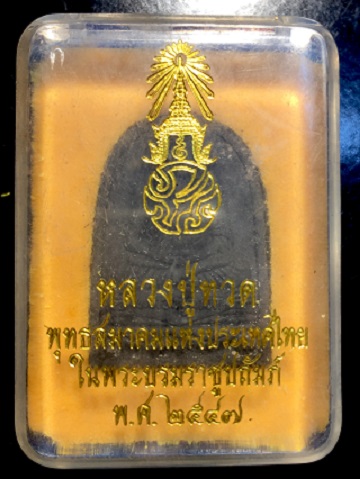 หลวงปู่ทวด
พุทธสมาคมแห่งประเทศไทย
ในพระบรมราชูปถัมภ์
พ.ศ.๒๕๔๗